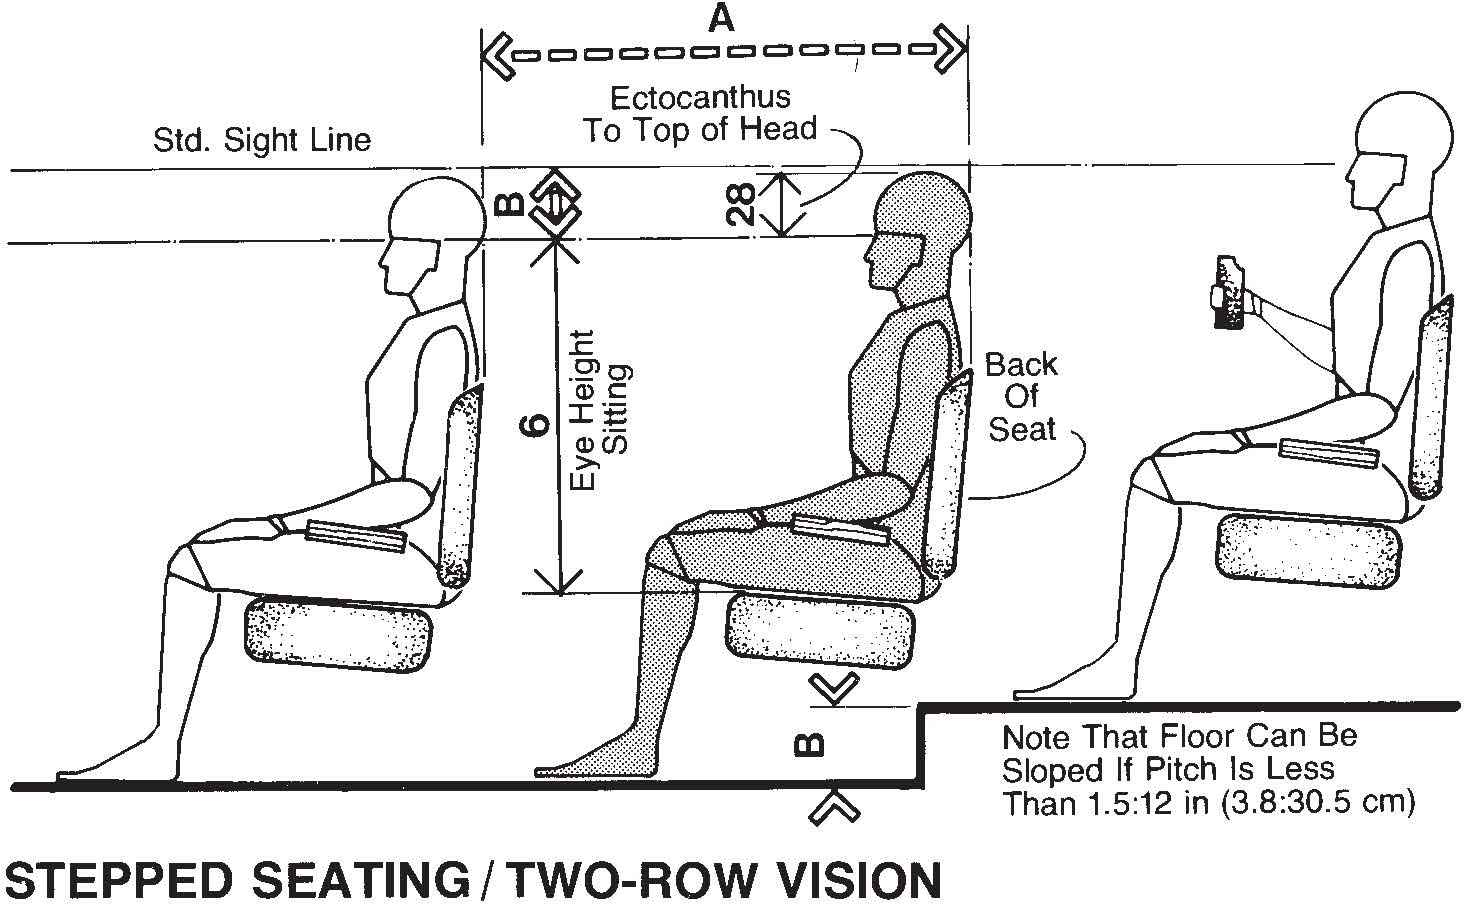 A
Ectocanthus
To Top of Head
Std. Sight Line
B
28
6
Eye Height
Sitting
Back
Of
Seat
B
Note That Floor Can Be
Sloped If Pitch Is Less
Than 1.5:12 in (3.8:30.5 cm)
STEPPED SEATING / TWO-ROW VISION